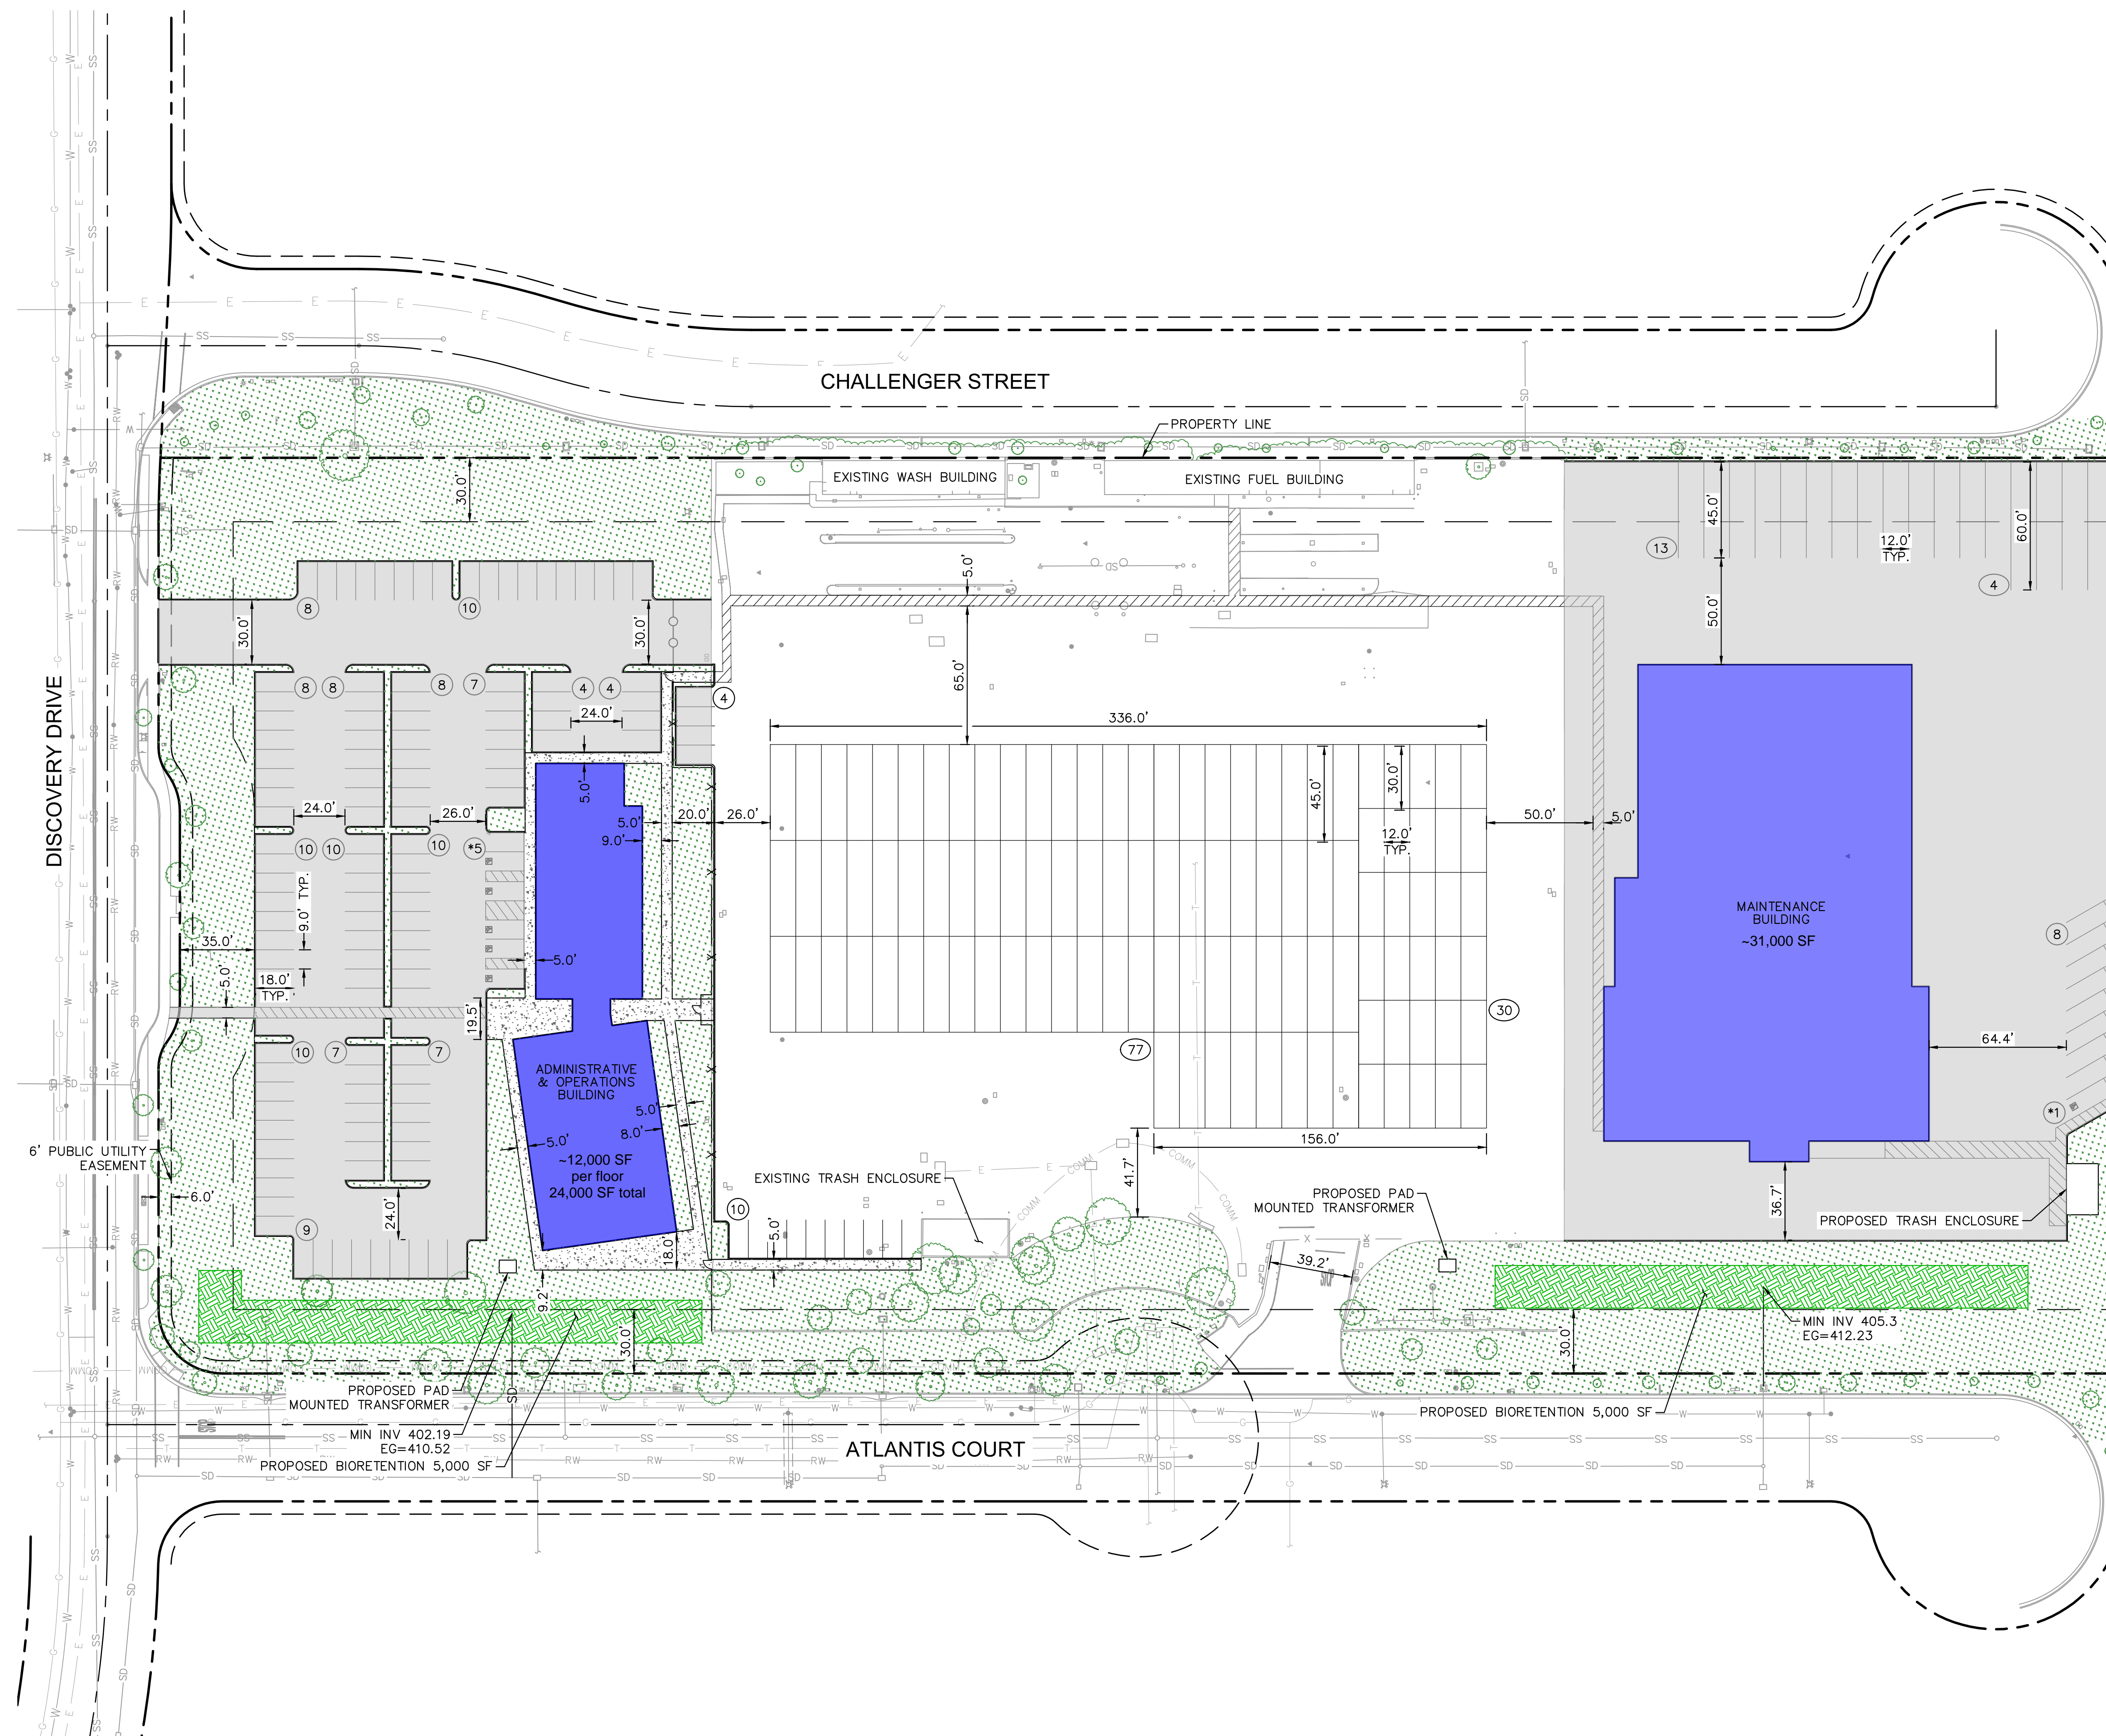 CHALLENGER STREET
PROPERTY LINE
EXISTING WASH BUILDING
EXISTING FUEL BUILDING
30.0'
45.0'
60.0'
12.0'
TYP.
13
4
5.0'
50.0'
8
10
30.0'
30.0'
65.0'
8
8
8
7
4
4
4
24.0'
336.0'
DISCOVERY DRIVE
5.0'
45.0'
30.0'
24.0'
26.0'
5.0'
20.0'
26.0'
50.0'
5.0'
9.0'
12.0'
TYP.
10
10
10
*5
9.0' TYP.
MAINTENANCE
BUILDING
~31,000 SF
8
35.0'
5.0'
5.0'
18.0'
TYP.
19.5'
30
10
7
7
77
64.4'
ADMINISTRATIVE
& OPERATIONS
BUILDING
5.0'
8.0'
5.0'
*1
~12,000 SF
per floor
24,000 SF total
156.0'
6' PUBLIC UTILITY
EASEMENT
6.0'
EXISTING TRASH ENCLOSURE
41.7'
PROPOSED PAD
MOUNTED TRANSFORMER
36.7'
PROPOSED TRASH ENCLOSURE
24.0'
9
10
5.0'
18.0'
39.2'
9.2'
30.0'
30.0'
MIN INV 405.3
EG=412.23
PROPOSED PAD
MOUNTED TRANSFORMER
PROPOSED BIORETENTION 5,000 SF
MIN INV 402.19
EG=410.52
PROPOSED BIORETENTION 5,000 SF
ATLANTIS COURT